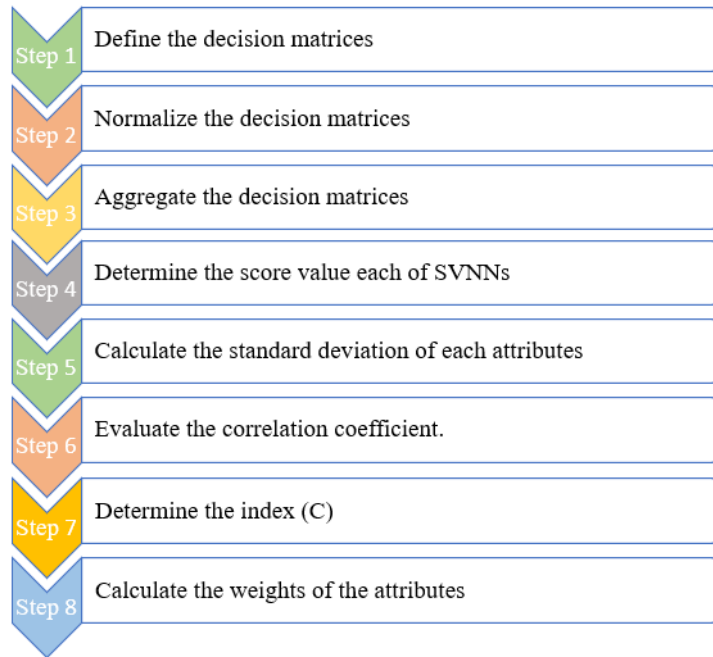 Step 1
Define the decision matrices
Step 2
Normalize the decision matrices
Step 3
Aggregate the decision matrices
Step 4
Determine the score value each of SVNNs
Step 5
Calculate the standard deviation of each attributes
Step 6
Evaluate the correlation coefficient.
Step 7
Determine the index (C)
Step 8
Calculate the weights of the attributes